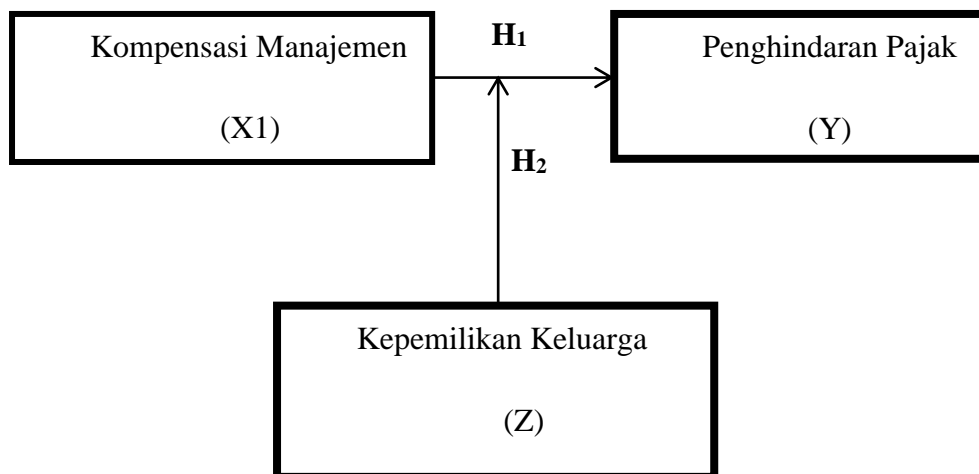 Kompensasi Manajemen
(X1)
H₁
Penghindaran Pajak
(Y)
H₂
Kepemilikan Keluarga
(Z)